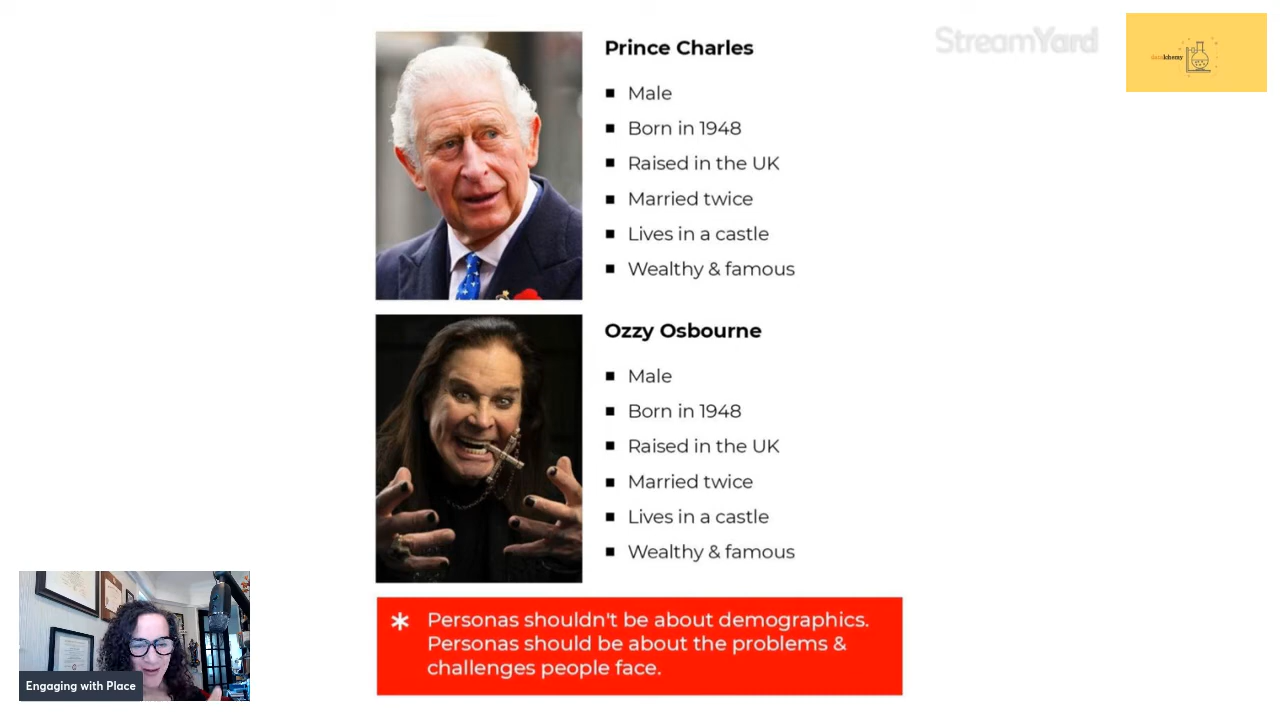 StreamYard
datalchemy
Prince Charles
Male
Born in 1948
Raised in the UK
Married twice
Lives in a castle
Wealthy & famous
Ozzy Osbourne
Male
Born in 1948
Raised in the UK
Married twice
Lives in a castle
Wealthy & famous
* Personas shouldn't be about demographics.
Personas should be about the problems &
challenges people face.
Engaging with Place